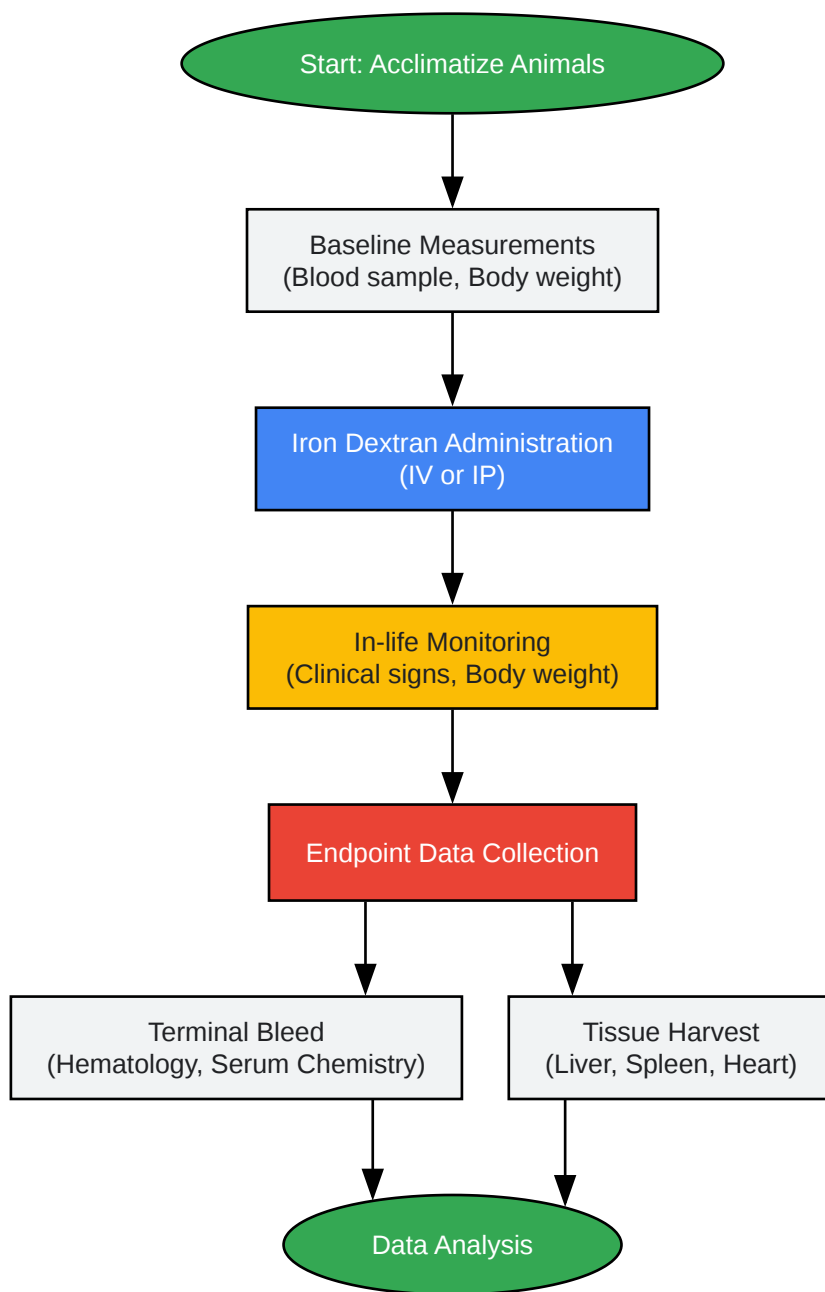 Start: Acclimatize Animals
Baseline Measurements
(Blood sample, Body weight)
Iron Dextran Administration
(IV or IP)
In-life Monitoring
(Clinical signs, Body weight)
Endpoint Data Collection
Terminal Bleed
(Hematology, Serum Chemistry)
Tissue Harvest
(Liver, Spleen, Heart)
Data Analysis